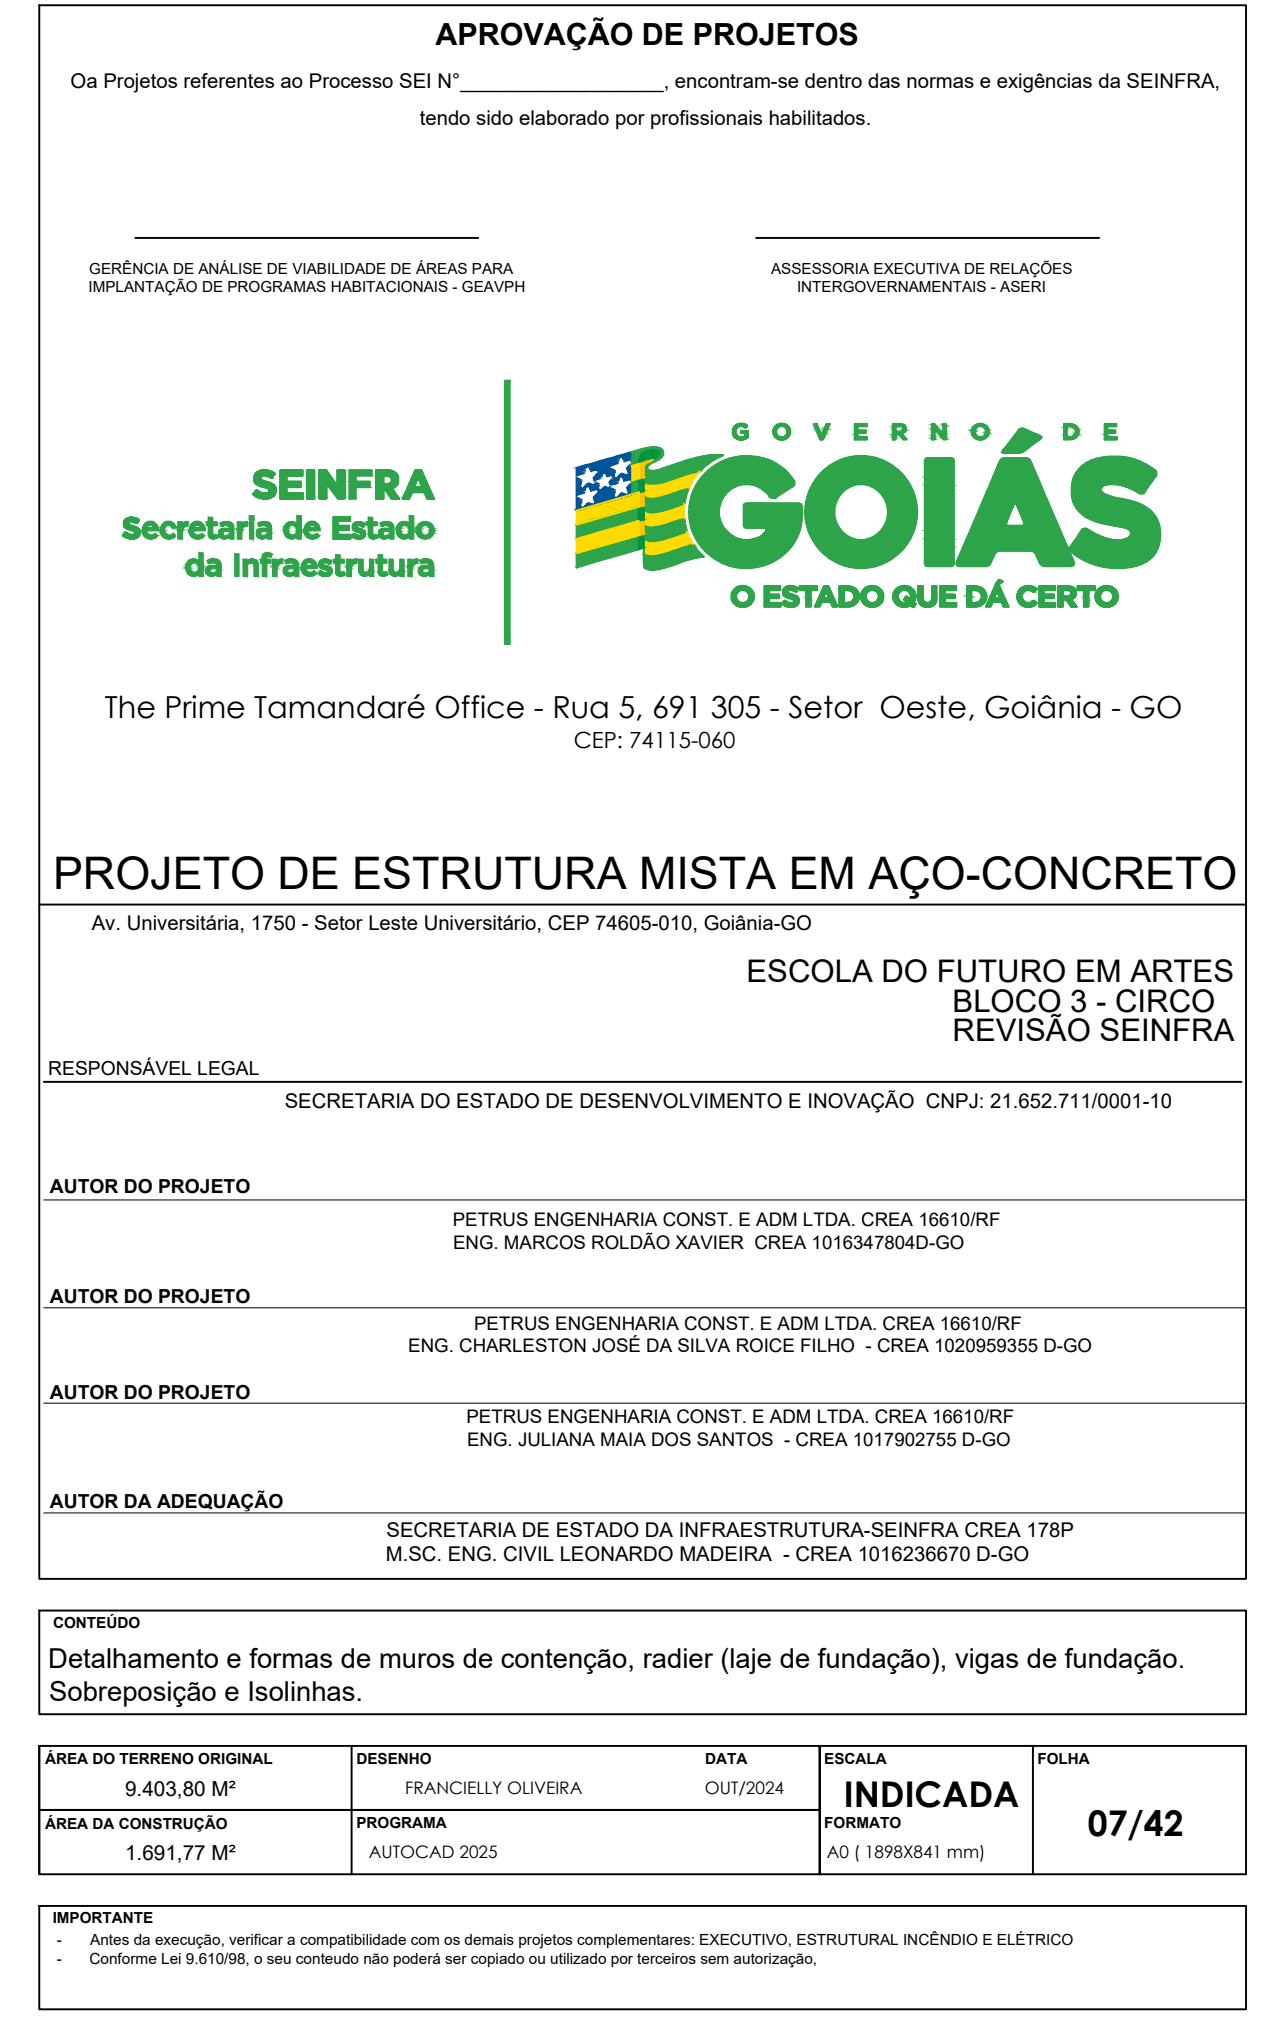 APROVAÇÃO DE PROJETOS
Oa Projetos referentes ao Processo SEI N°__________________, encontram-se dentro das normas e exigências da SEINFRA,
tendo sido elaborado por profissionais habilitados.
GERÊNCIA DE ANÁLISE DE VIABILIDADE DE ÁREAS PARA
IMPLANTAÇÃO DE PROGRAMAS HABITACIONAIS - GEAVPH
ASSESSORIA EXECUTIVA DE RELAÇÕES
INTERGOVERNAMENTAIS - ASERI
SEINFRA
Secretaria de Estado
da Infraestrutura
GOVERNO DE
GOIÁS
O ESTADO QUE DÁ CERTO
The Prime Tamandaré Office - Rua 5, 691 305 - Setor  Oeste, Goiânia - GO
CEP: 74115-060
PROJETO DE ESTRUTURA MISTA EM AÇO-CONCRETO
Av. Universitária, 1750 - Setor Leste Universitário, CEP 74605-010, Goiânia-GO
ESCOLA DO FUTURO EM ARTES
BLOCO 3 - CIRCO
REVISÃO SEINFRA
RESPONSÁVEL LEGAL
SECRETARIA DO ESTADO DE DESENVOLVIMENTO E INOVAÇÃO  CNPJ: 21.652.711/0001-10
AUTOR DO PROJETO
PETRUS ENGENHARIA CONST. E ADM LTDA. CREA 16610/RF
ENG. MARCOS ROLDÃO XAVIER  CREA 1016347804D-GO
AUTOR DO PROJETO
PETRUS ENGENHARIA CONST. E ADM LTDA. CREA 16610/RF
ENG. CHARLESTON JOSÉ DA SILVA ROICE FILHO  - CREA 1020959355 D-GO
AUTOR DO PROJETO
PETRUS ENGENHARIA CONST. E ADM LTDA. CREA 16610/RF
ENG. JULIANA MAIA DOS SANTOS  - CREA 1017902755 D-GO
AUTOR DA ADEQUAÇÃO
SECRETARIA DE ESTADO DA INFRAESTRUTURA-SEINFRA CREA 178P
M.SC. ENG. CIVIL LEONARDO MADEIRA  - CREA 1016236670 D-GO
CONTEÚDO
Detalhamento e formas de muros de contenção, radier (laje de fundação), vigas de fundação.
Sobreposição e Isolinhas.
ÁREA DO TERRENO ORIGINAL
9.403,80 M²
DESENHO
FRANCIELLY OLIVEIRA
DATA
OUT/2024
ESCALA
INDICADA
FOLHA
07/42
ÁREA DA CONSTRUÇÃO
1.691,77 M²
PROGRAMA
AUTOCAD 2025
FORMATO
A0 ( 1898X841 mm)
IMPORTANTE
- Antes da execução, verificar a compatibilidade com os demais projetos complementares: EXECUTIVO, ESTRUTURAL INCÊNDIO E ELÉTRICO
- Conforme Lei 9.610/98, o seu conteudo não poderá ser copiado ou utilizado por terceiros sem autorização,